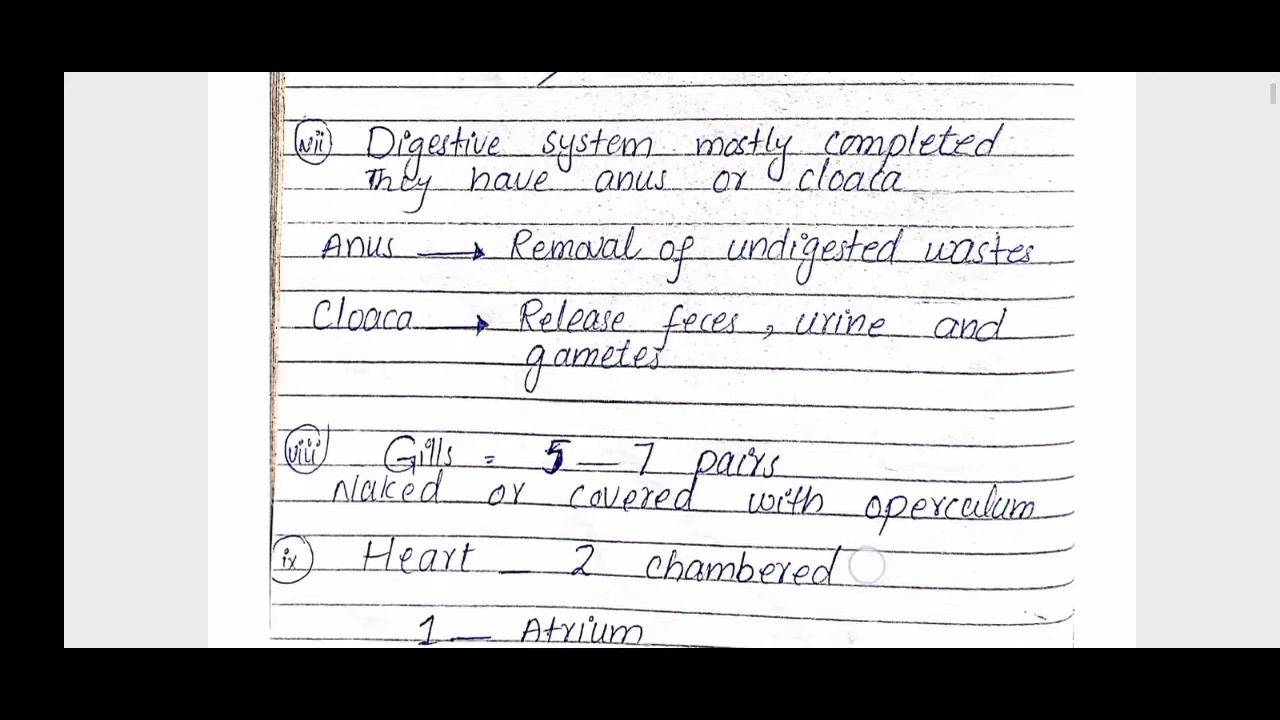 vii Digestive system mostly completed
They have anus or cloaca
Anus → Removal of undigested wastes
Cloaca → Release feces, urine and
gametes
viii Gills = 5 — 7 pairs
Naked or covered with operculum
ix Heart — 2 chambered
1 — Atrium